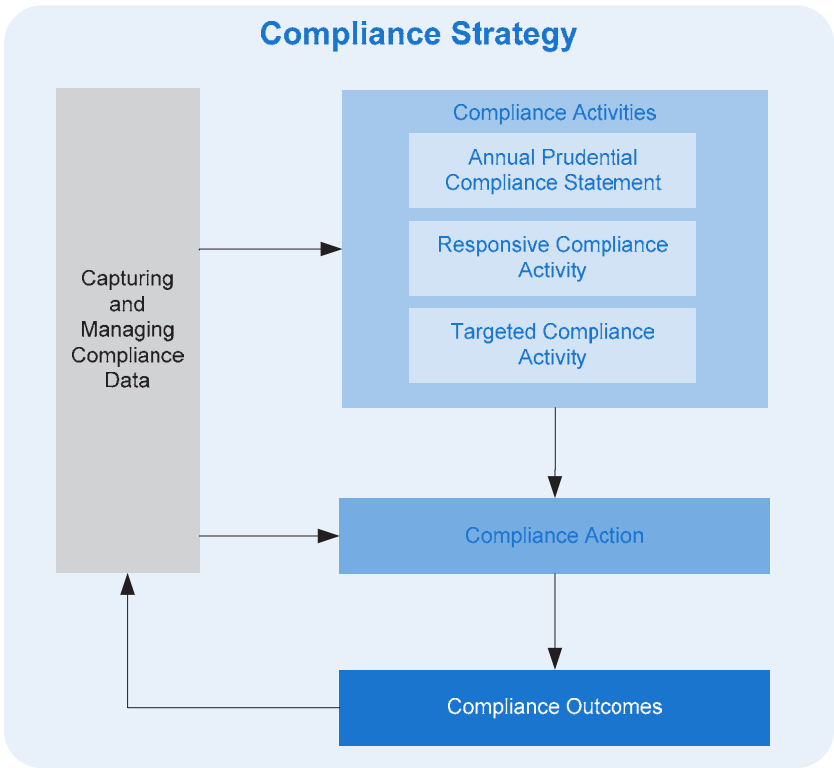 Compliance Strategy
Capturing
and
Managing
Compliance
Data
Compliance Activities
Annual Prudential
Compliance Statement
Responsive Compliance
Activity
Targeted Compliance
Activity
Compliance Action
Compliance Outcomes